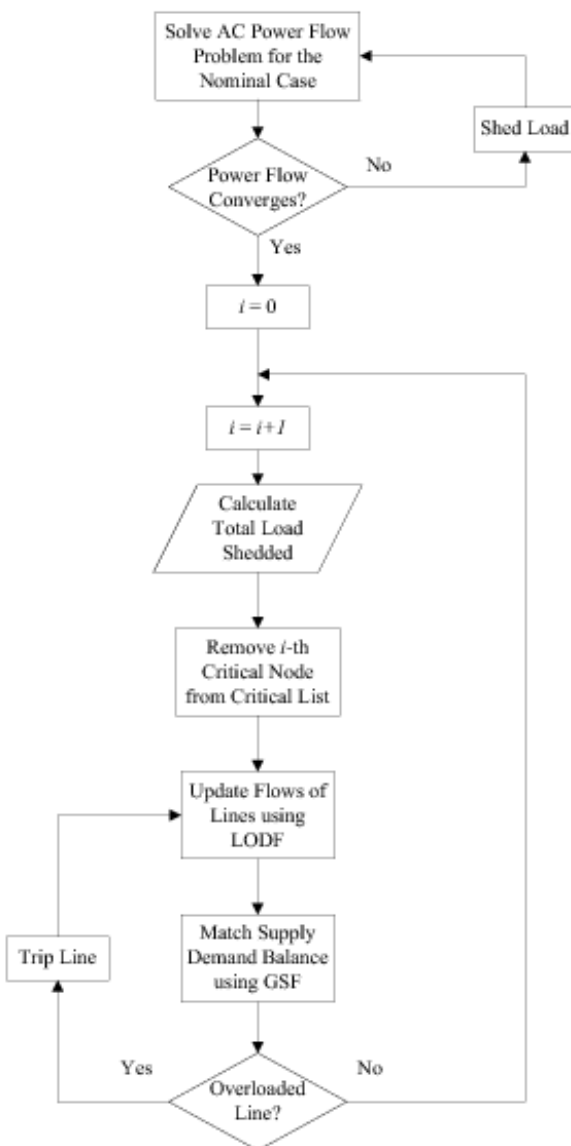 Solve AC Power Flow
Problem for the
Nominal Case
Shed Load
No
Power Flow
Converges?
Yes
i = 0
i = i+1
Calculate
Total Load
Shedded
Remove i-th
Critical Node
from Critical List
Update Flows of
Lines using
LODF
Match Supply
Demand Balance
using GSF
Trip Line
Yes
No
Overloaded
Line?